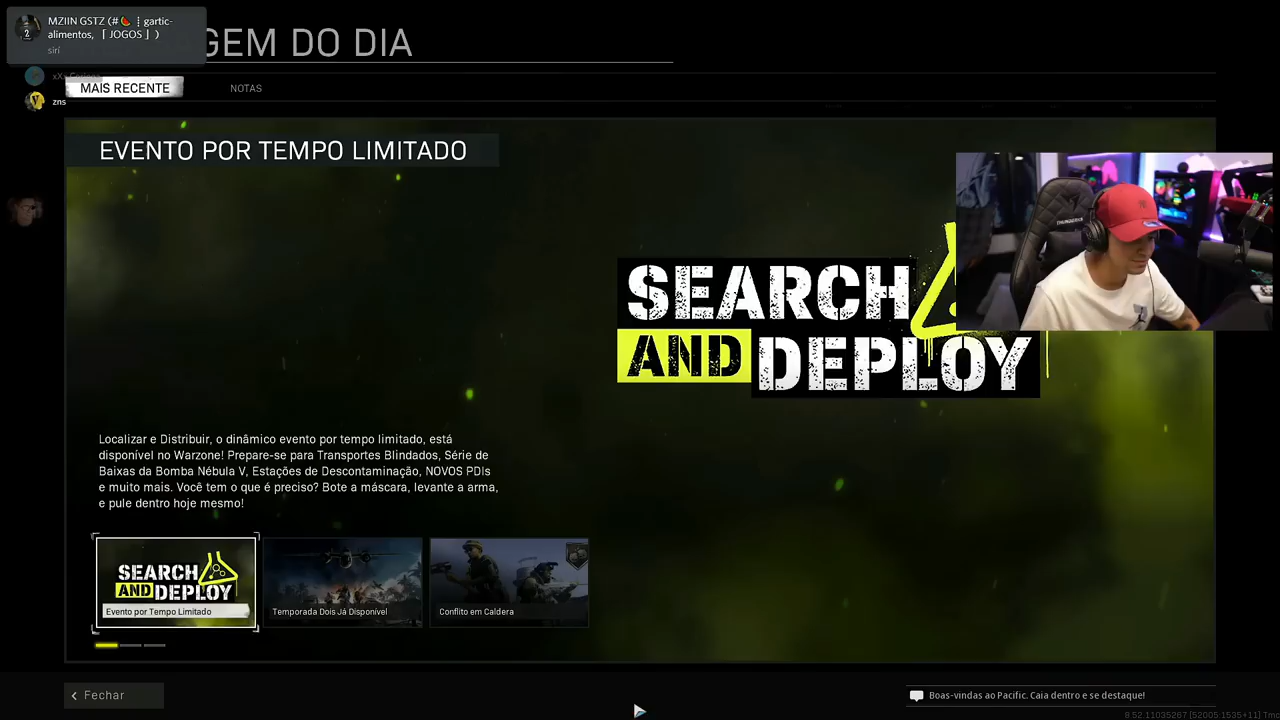 MZIIN GSTZ (#🍉┋gartic-
alimentos, [ JOGOS ] )
siri
GEM DO DIA
xX
zns
MAIS RECENTE
NOTAS
EVENTO POR TEMPO LIMITADO
SEARCH
AND DEPLOY
THUNDERX3
Localizar e Distribuir, o dinâmico evento por tempo limitado, está
disponível no Warzone! Prepare-se para Transportes Blindados, Série de
Baixas da Bomba Nébula V, Estações de Descontaminação, NOVOS PDIs
e muito mais. Você tem o que é preciso? Bote a máscara, levante a arma,
e pule dentro hoje mesmo!
SEARCH
AND DEPLOY
Evento por Tempo Limitado
Temporada Dois Já Disponível
Conflito em Caldera
Fechar
Boas-vindas ao Pacific. Caia dentro e se destaque!